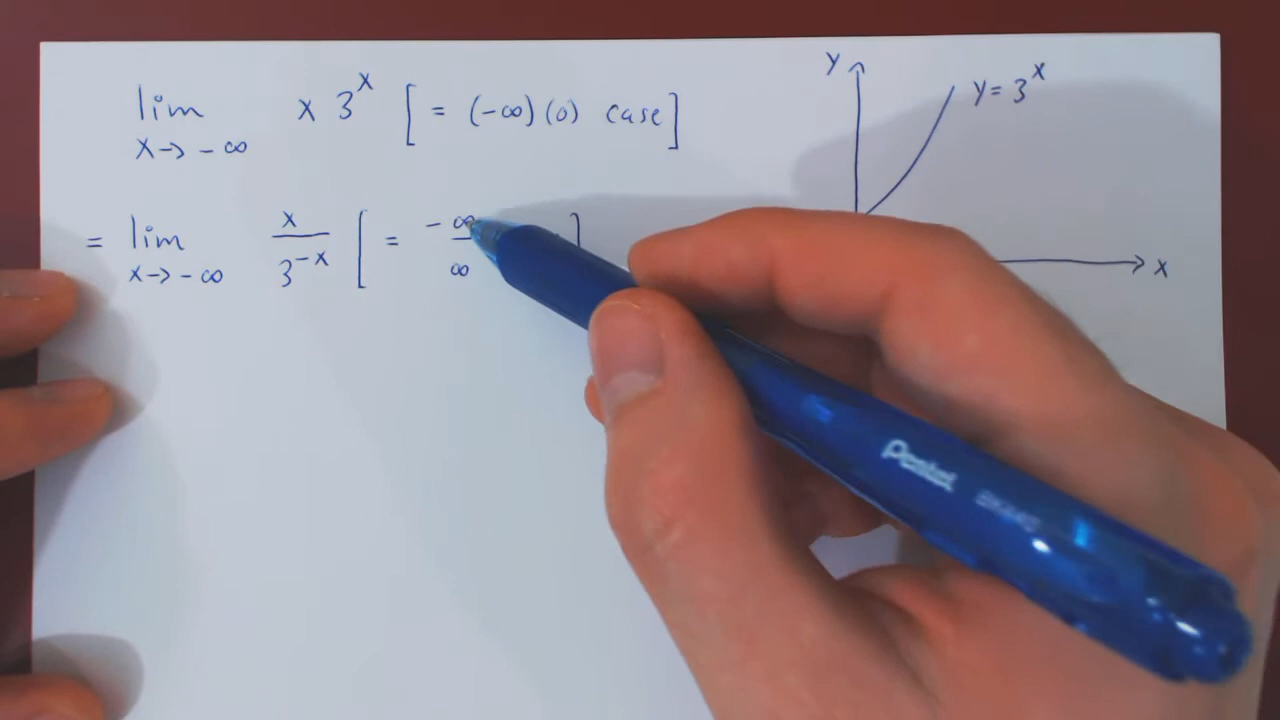 lim x 3^x [ = (-∞)(0) case ]
x→ -∞
= lim x / 3^-x [ = -∞ / ∞ ]
x→ -∞
y
y = 3^x
x
Pentel